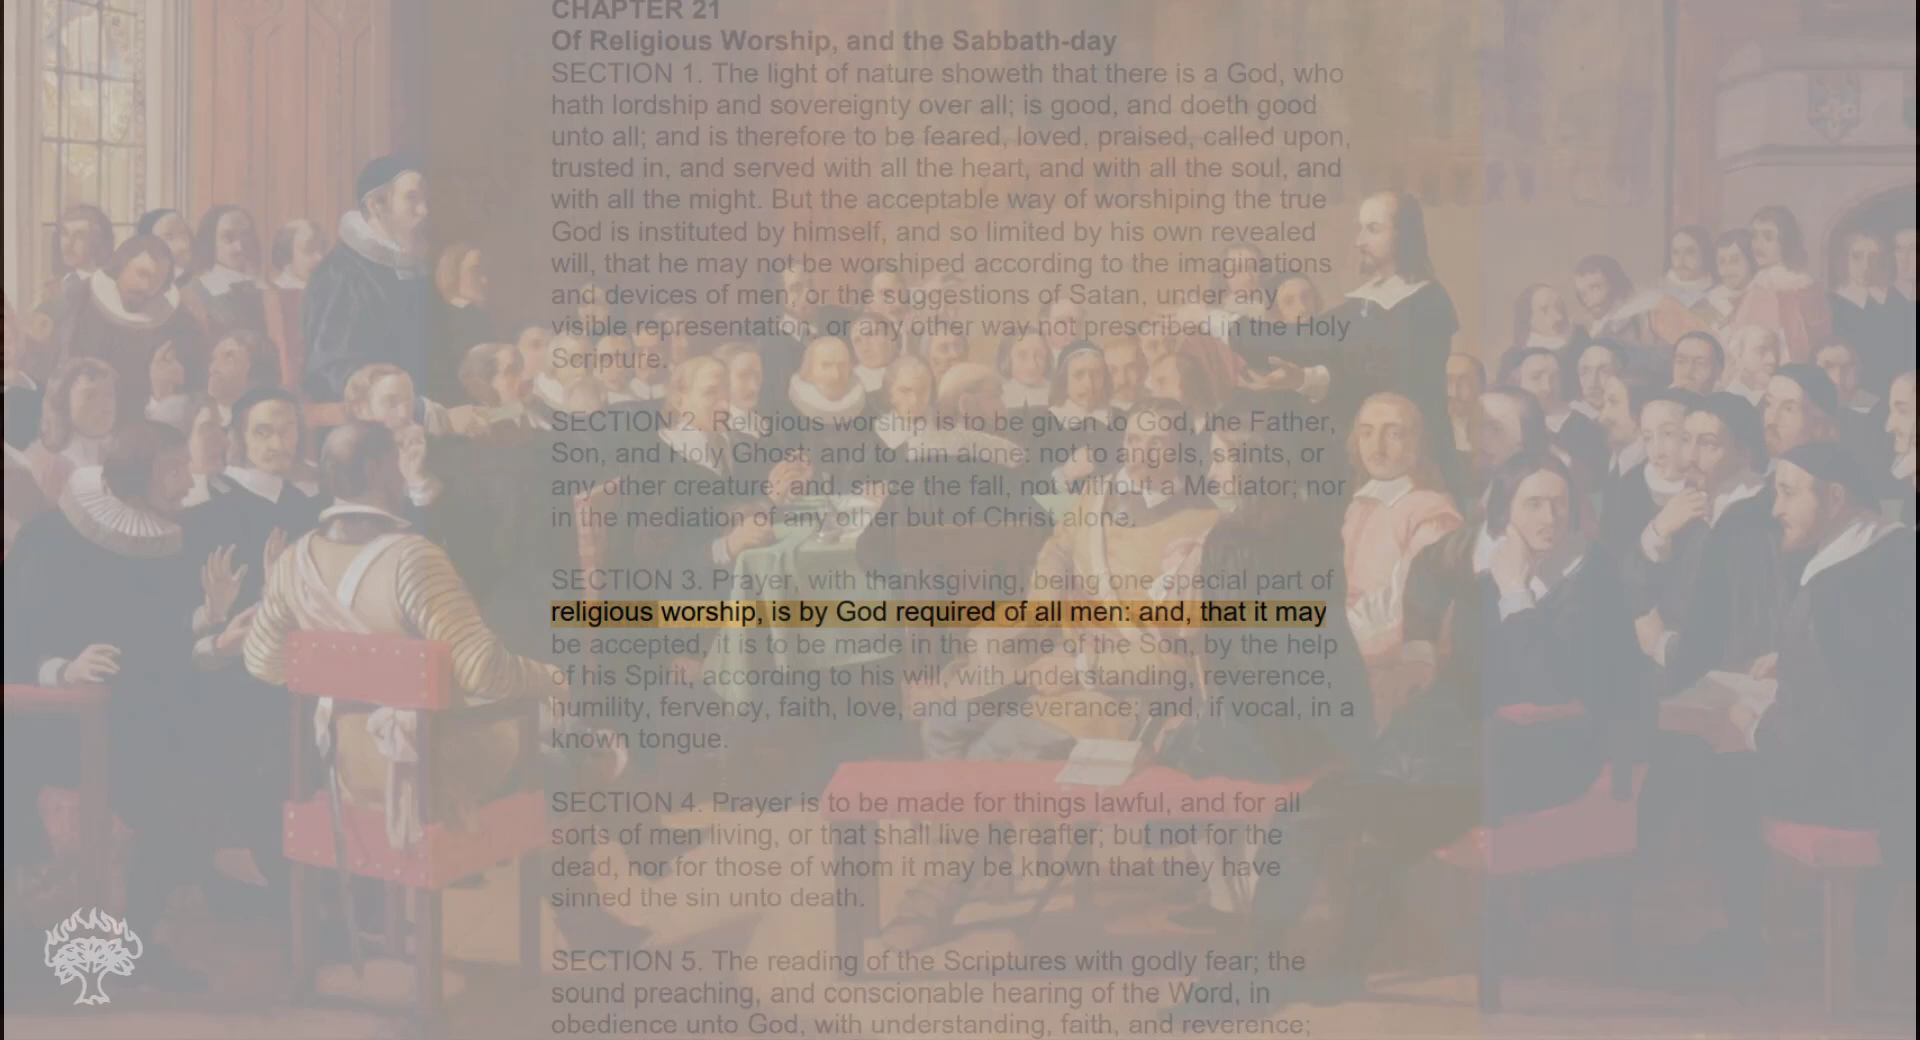 CHAPTER 21
Of Religious Worship, and the Sabbath-day
SECTION 1. The light of nature showeth that there is a God, who
hath lordship and sovereignty over all; is good, and doeth good
unto all; and is therefore to be feared, loved, praised, called upon,
trusted in, and served with all the heart, and with all the soul, and
with all the might. But the acceptable way of worshiping the true
God is instituted by himself, and so limited by his own revealed
will, that he may not be worshiped according to the imaginations
and devices of men, or the suggestions of Satan, under any
visible representation, or any other way not prescribed in the Holy
Scripture.
SECTION 2. Religious worship is to be given to God, the Father,
Son, and Holy Ghost; and to him alone: not to angels, saints, or
any other creature: and, since the fall, not without a Mediator; nor
in the mediation of any other but of Christ alone.
SECTION 3. Prayer, with thanksgiving, being one special part of
religious worship, is by God required of all men: and, that it may
be accepted, it is to be made in the name of the Son, by the help
of his Spirit, according to his will, with understanding, reverence,
humility, fervency, faith, love, and perseverance; and, if vocal, in a
known tongue.
SECTION 4. Prayer is to be made for things lawful, and for all
sorts of men living, or that shall live hereafter; but not for the
dead, nor for those of whom it may be known that they have
sinned the sin unto death.
SECTION 5. The reading of the Scriptures with godly fear; the
sound preaching, and conscionable hearing of the Word, in
obedience unto God, with understanding, faith, and reverence;